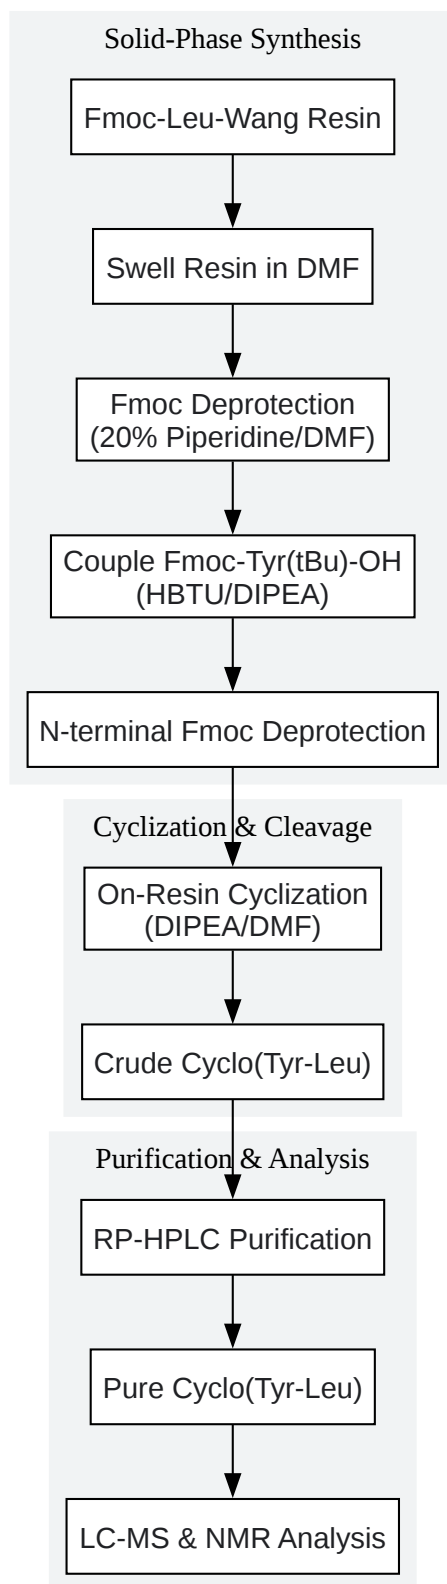 Solid-Phase Synthesis
Fmoc-Leu-Wang Resin
Swell Resin in DMF
Fmoc Deprotection
(20% Piperidine/DMF)
Couple Fmoc-Tyr(tBu)-OH
(HBTU/DIPEA)
N-terminal Fmoc Deprotection
Cyclization & Cleavage
On-Resin Cyclization
(DIPEA/DMF)
Crude Cyclo(Tyr-Leu)
Purification & Analysis
RP-HPLC Purification
Pure Cyclo(Tyr-Leu)
LC-MS & NMR Analysis